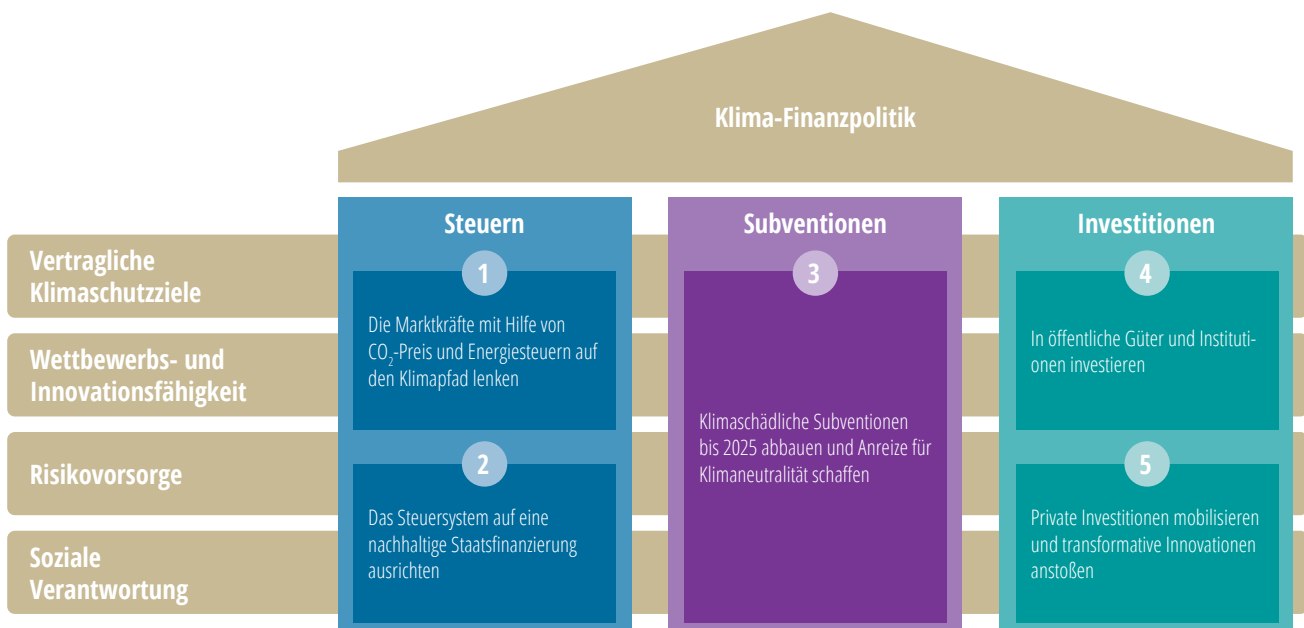 Klima-Finanzpolitik
Vertragliche
Klimaschutzziele
Wettbewerbs- und
Innovationsfähigkeit
Risikovorsorge
Soziale
Verantwortung
Steuern
1
Die Marktkräfte mit Hilfe von
CO₂-Preis und Energiesteuern auf
den Klimapfad lenken
2
Das Steuersystem auf eine
nachhaltige Staatsfinanzierung
ausrichten
Subventionen
3
Klimaschädliche Subventionen
bis 2025 abbauen und Anreize für
Klimaneutralität schaffen
Investitionen
4
In öffentliche Güter und Instituti-
onen investieren
5
Private Investitionen mobilisieren
und transformative Innovationen
anstoßen